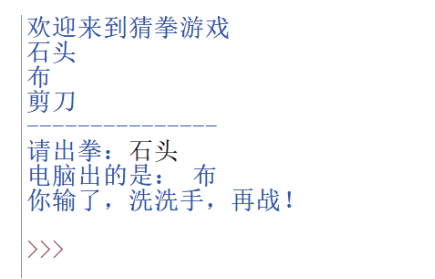 欢迎来到猜拳游戏
石头
布
剪刀
---------------
请出拳：石头
电脑出的是： 布
你输了，洗洗手，再战！
>>>